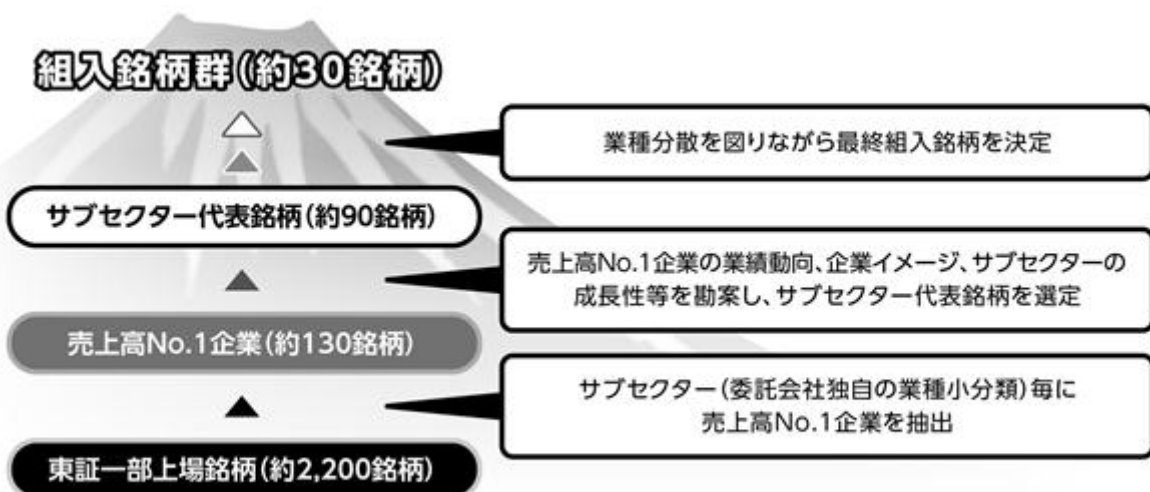 組入銘柄群(約30銘柄)
業種分散を図りながら最終組入銘柄を決定
サブセクター代表銘柄(約90銘柄)
売上高No.1企業の業績動向、企業イメージ、サブセクターの
成長性等を勘案し、サブセクター代表銘柄を選定
売上高No.1企業(約130銘柄)
サブセクター(委託会社独自の業種小分類)毎に
売上高No.1企業を抽出
東証一部上場銘柄(約2,200銘柄)